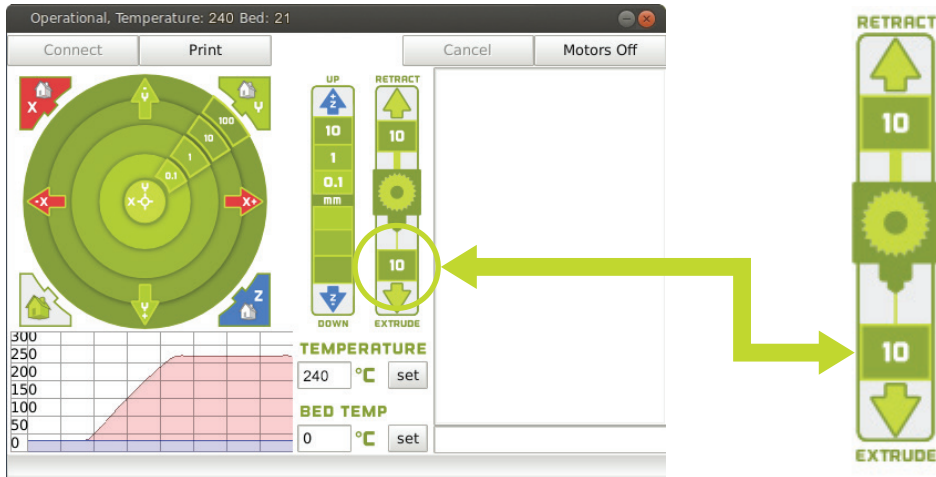 Operational, Temperature: 240 Bed: 21
Connect
Print
Cancel
Motors Off
X
Y
-Y
100
10
1
0.1
Y
X
-X
X+
Y+
Z
UP
+Z
10
1
0.1
mm
Z-
DOWN
RETRACT
10
10
EXTRUDE
300
250
200
150
100
50
0
TEMPERATURE
240 °C set
BED TEMP
0 °C set
RETRACT
10
10
EXTRUDE